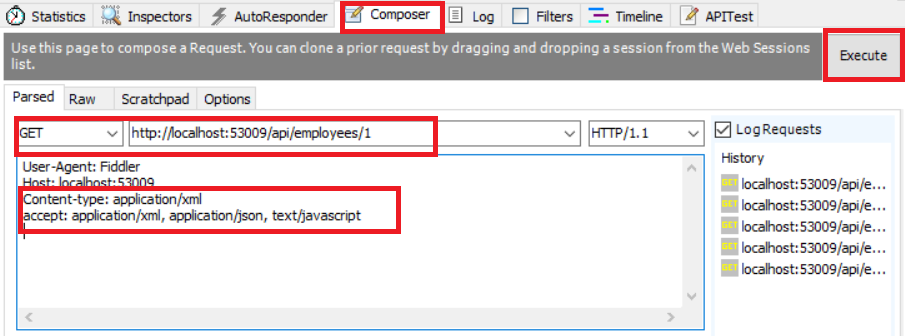 Statistics Inspectors AutoResponder Composer Log Filters Timeline APITest
Use this page to compose a Request. You can clone a prior request by dragging and dropping a session from the Web Sessions
list.
Execute
Parsed Raw Scratchpad Options
GET http://localhost:53009/api/employees/1 HTTP/1.1
Log Requests
User-Agent: Fiddler
Host: localhost:53009
Content-type: application/xml
accept: application/xml, application/json, text/javascript
History
GET localhost:53009/api/e...
GET localhost:53009/api/e...
GET localhost:53009/api/e...
GET localhost:53009/api/e...
GET localhost:53009/api/e...